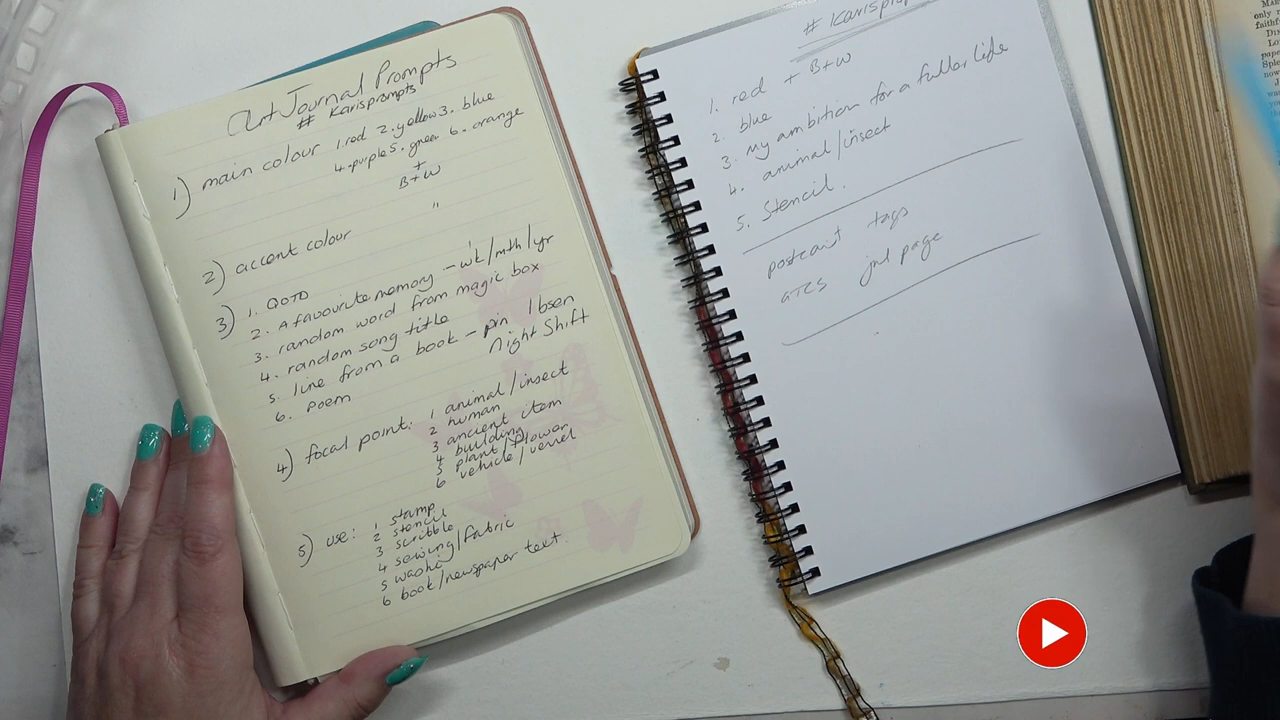 Art Journal Prompts
# Karisprompts
1) main colour 1. red 2. yellow 3. blue
4. purple 5. green 6. orange
+
B+W
2) accent colour "
3) 1. QOTD
2. A favourite memory - wk/mth/yr
3. random word from magic box
4. random song title
5. line from a book - pin Ibsen
Night Shift
6. Poem
4) focal point: 1 animal/insect
2 human
3 ancient item
4 building
5 plant/flower
6 vehicle/vessel
5) use: 1 stamp
2 stencil
3 scribble
4 sewing/fabric
5 washing
6 book/newspaper text
# Karisprom
1. red + B+W
2. blue
3. my ambition for a fuller life
4. animal/insect
5. Stencil.
postcard tags
ATCS jnl page